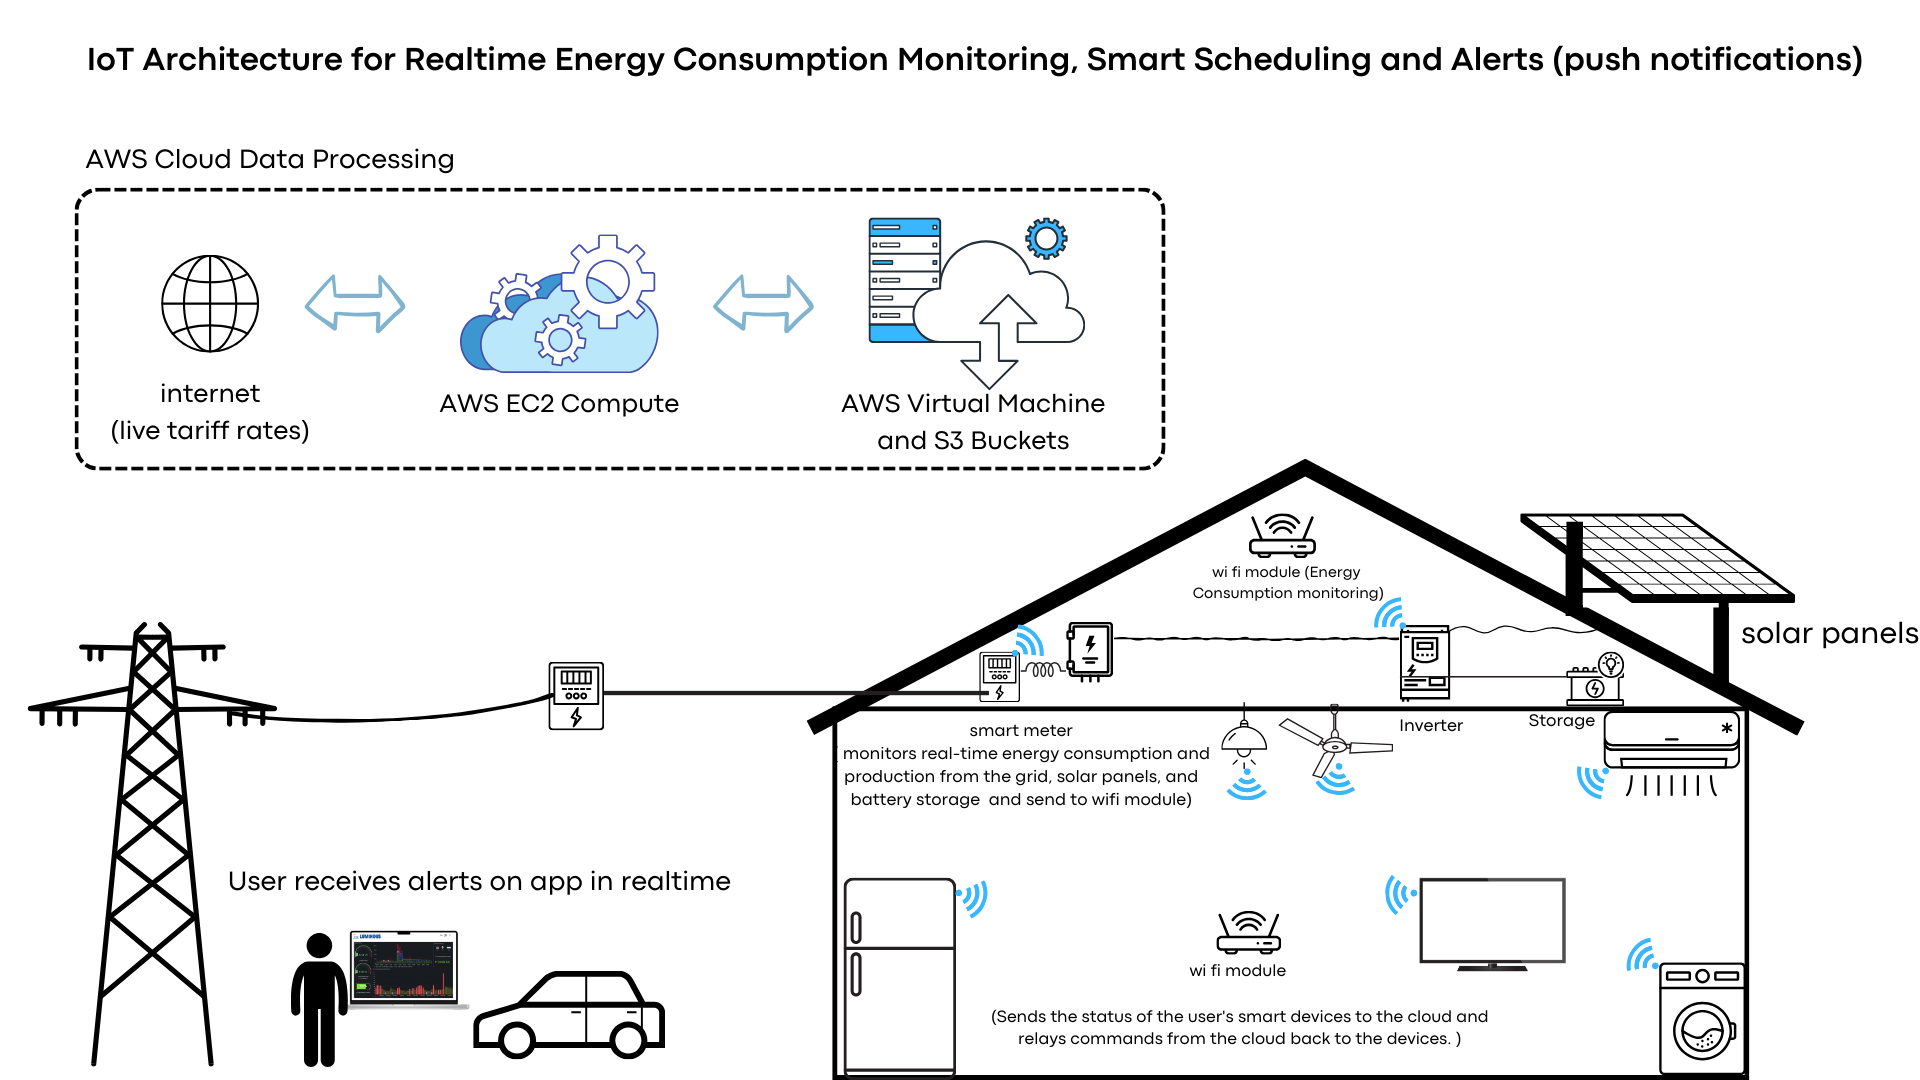 IoT Architecture for Realtime Energy Consumption Monitoring, Smart Scheduling and Alerts (push notifications)
AWS Cloud Data Processing
internet
(live tariff rates)
AWS EC2 Compute
AWS Virtual Machine
and S3 Buckets
wi fi module (Energy
Consumption monitoring)
solar panels
smart meter
monitors real-time energy consumption and
production from the grid, solar panels, and
battery storage  and send to wifi module)
Inverter
Storage
User receives alerts on app in realtime
LUMINOUS
wi fi module
(Sends the status of the user's smart devices to the cloud and
relays commands from the cloud back to the devices. )